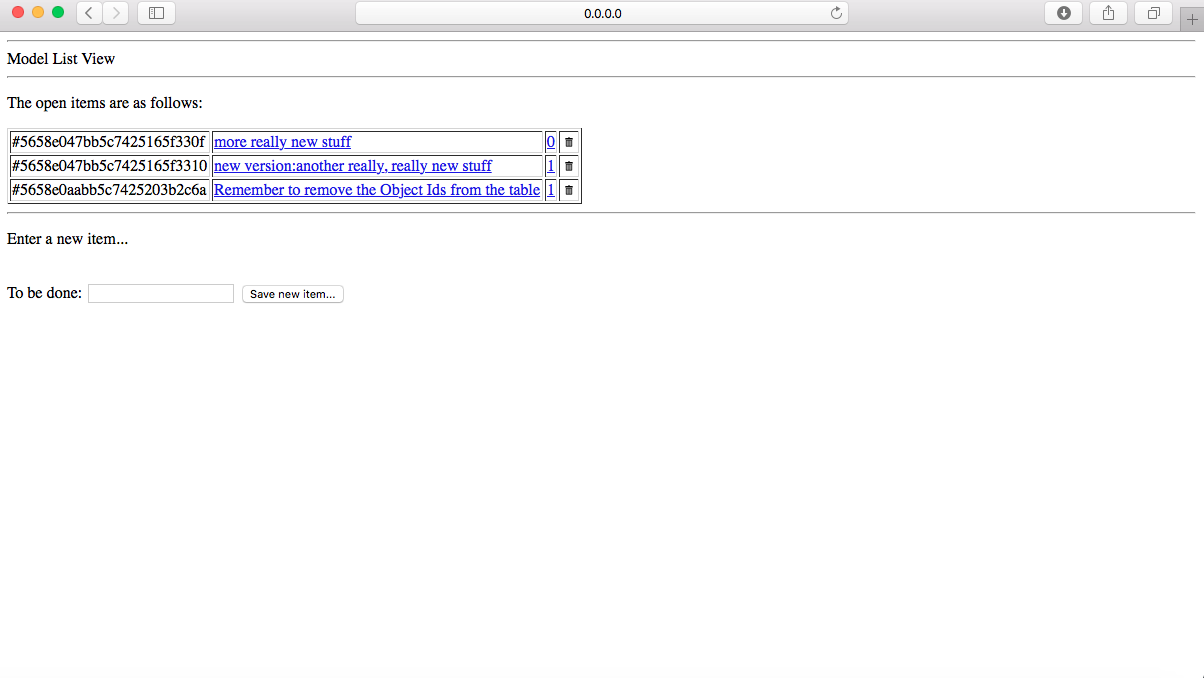 0.0.0.0
Model List View
The open items are as follows:
#5658e047bb5c7425165f330f more really new stuff 0
#5658e047bb5c7425165f3310 new version:another really, really new stuff 1
#5658e0aabb5c7425203b2c6a Remember to remove the Object Ids from the table 1
Enter a new item...
To be done: Save new item...